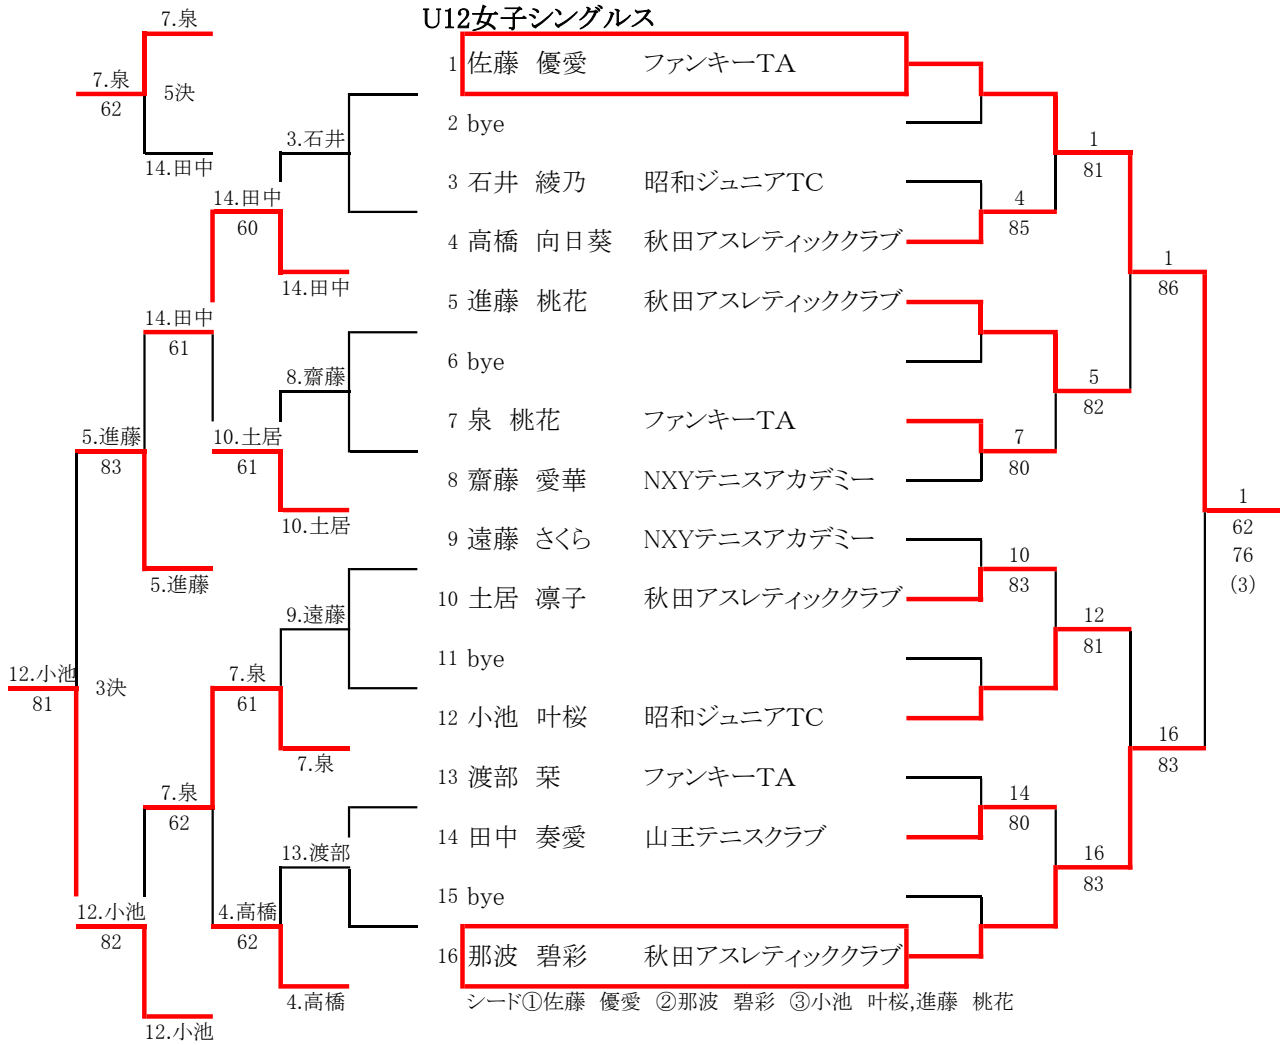 U12女子シングルス
7.泉
7.泉
62
5決
14.田中
3.石井
14.田中
60
14.田中
14.田中
61
8.齋藤
5.進藤
83
10.土居
61
10.土居
5.進藤
9.遠藤
12.小池
81
3決
7.泉
61
7.泉
7.泉
62
13.渡部
12.小池
82
4.高橋
62
4.高橋
12.小池
1 佐藤 優愛 ファンキーTA
2 bye
3 石井 綾乃 昭和ジュニアTC
4 高橋 向日葵 秋田アスレティッククラブ
5 進藤 桃花 秋田アスレティッククラブ
6 bye
7 泉 桃花 ファンキーTA
8 齋藤 愛華 NXYテニスアカデミー
9 遠藤 さくら NXYテニスアカデミー
10 土居 凛子 秋田アスレティッククラブ
11 bye
12 小池 叶桜 昭和ジュニアTC
13 渡部 栞 ファンキーTA
14 田中 奏愛 山王テニスクラブ
15 bye
16 那波 碧彩 秋田アスレティッククラブ
シード①佐藤 優愛 ②那波 碧彩 ③小池 叶桜,進藤 桃花
1
81
4
85
1
86
5
82
7
80
1
62
76
(3)
10
83
12
81
16
83
14
80
16
83